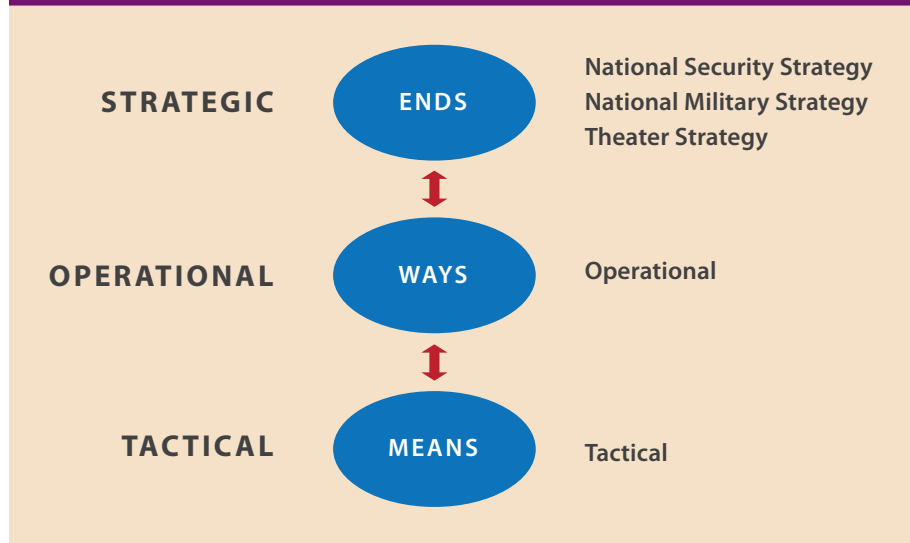 STRATEGIC
ENDS
National Security Strategy
National Military Strategy
Theater Strategy
OPERATIONAL
WAYS
Operational
TACTICAL
MEANS
Tactical